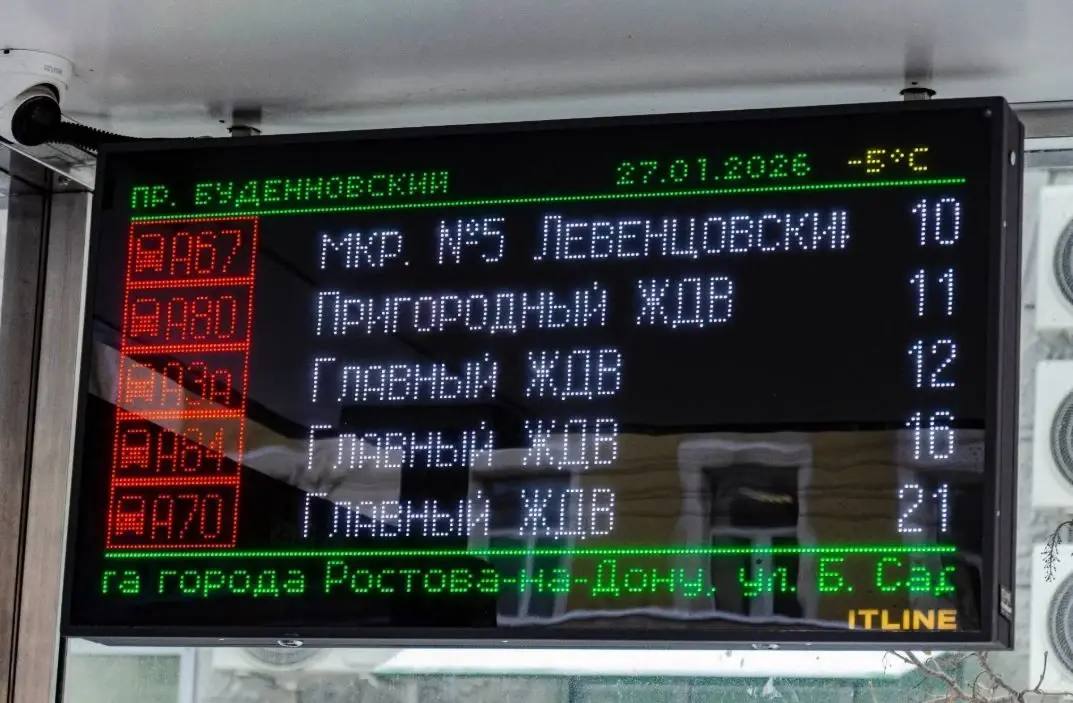 пр. Буденновский 27.01.2026 -5°C
А67 мкр. №5 Левенцовский 10
А80 Пригородный ЖДВ 11
А3а Главный ЖДВ 12
А64 Главный ЖДВ 16
А70 Главный ЖДВ 21
га города Ростова-на-Дону, ул. Б. Сад
ITLINE